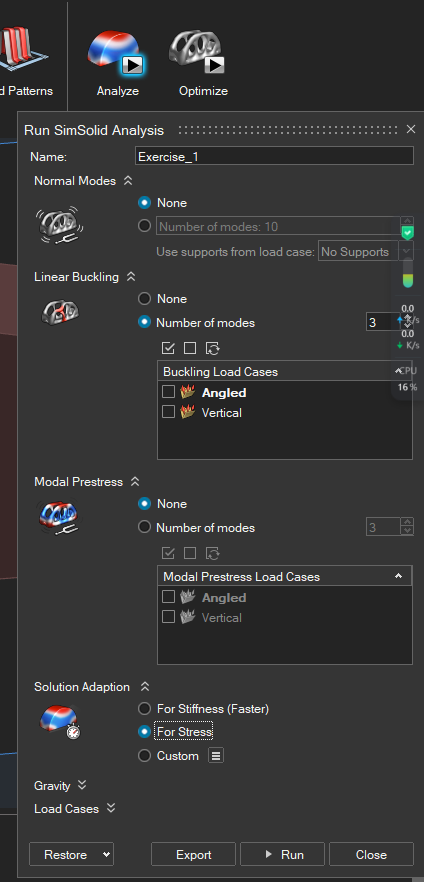 d Patterns
Analyze
Optimize
Run SimSolid Analysis
Name:
Exercise_1
Normal Modes
None
Number of modes: 10
Use supports from load case:
No Supports
Linear Buckling
None
0.0
K/s
Number of modes
3
0.0
K/s
Buckling Load Cases
CPU
16 %
Angled
Vertical
Modal Prestress
None
Number of modes
3
Modal Prestress Load Cases
Angled
Vertical
Solution Adaption
For Stiffness (Faster)
For Stress
Custom
Gravity
Load Cases
Restore
Export
Run
Close